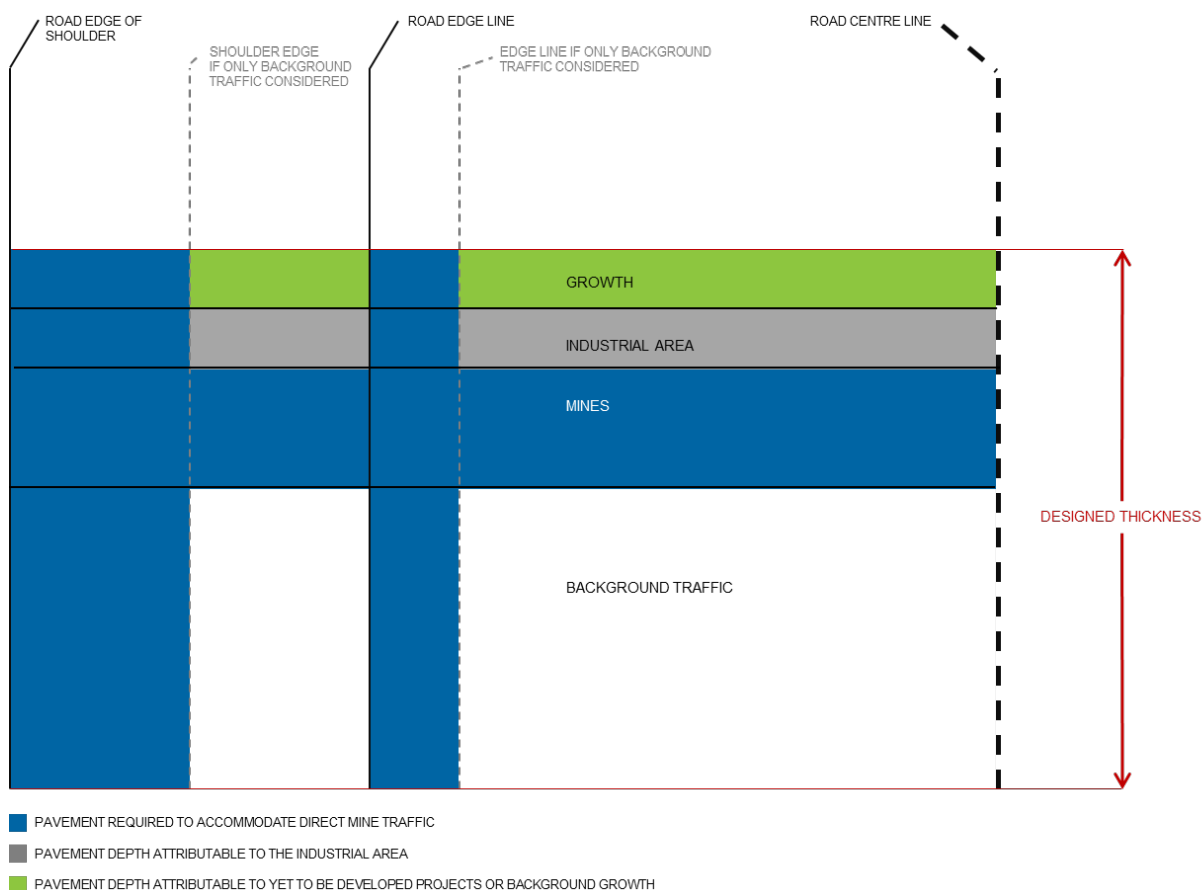 ROAD EDGE OF
SHOULDER
ROAD EDGE LINE
ROAD CENTRE LINE
SHOULDER EDGE
IF ONLY BACKGROUND
TRAFFIC CONSIDERED
EDGE LINE IF ONLY BACKGROUND
TRAFFIC CONSIDERED
GROWTH
INDUSTRIAL AREA
MINES
DESIGNED THICKNESS
BACKGROUND TRAFFIC
PAVEMENT REQUIRED TO ACCOMMODATE DIRECT MINE TRAFFIC
PAVEMENT DEPTH ATTRIBUTABLE TO THE INDUSTRIAL AREA
PAVEMENT DEPTH ATTRIBUTABLE TO YET TO BE DEVELOPED PROJECTS OR BACKGROUND GROWTH